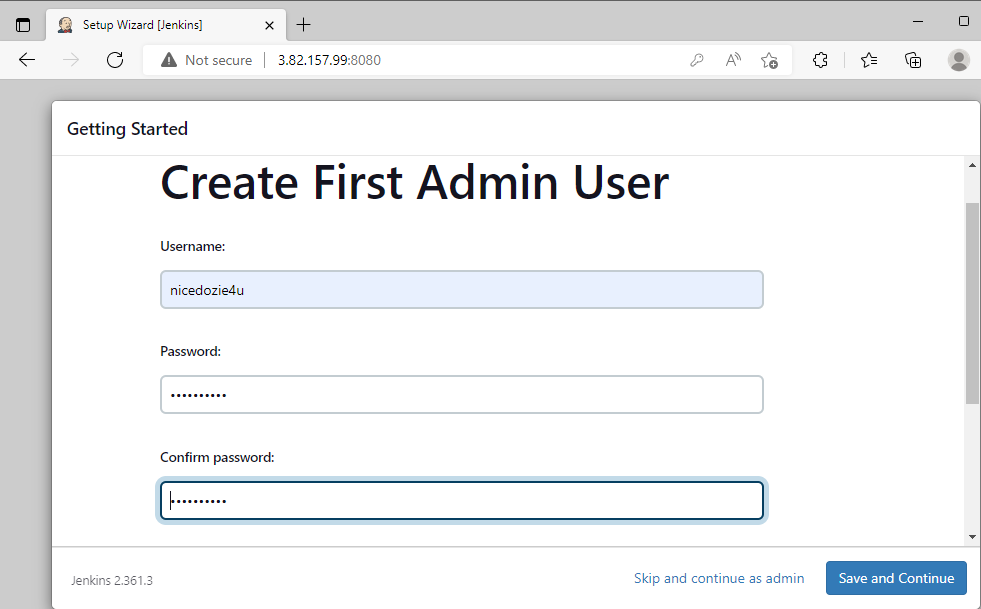 Setup Wizard [Jenkins]
Not secure 3.82.157.99:8080
Getting Started
Create First Admin User
Username:
nicedozie4u
Password:
••••••••••
Confirm password:
••••••••••
Jenkins 2.361.3
Skip and continue as admin
Save and Continue